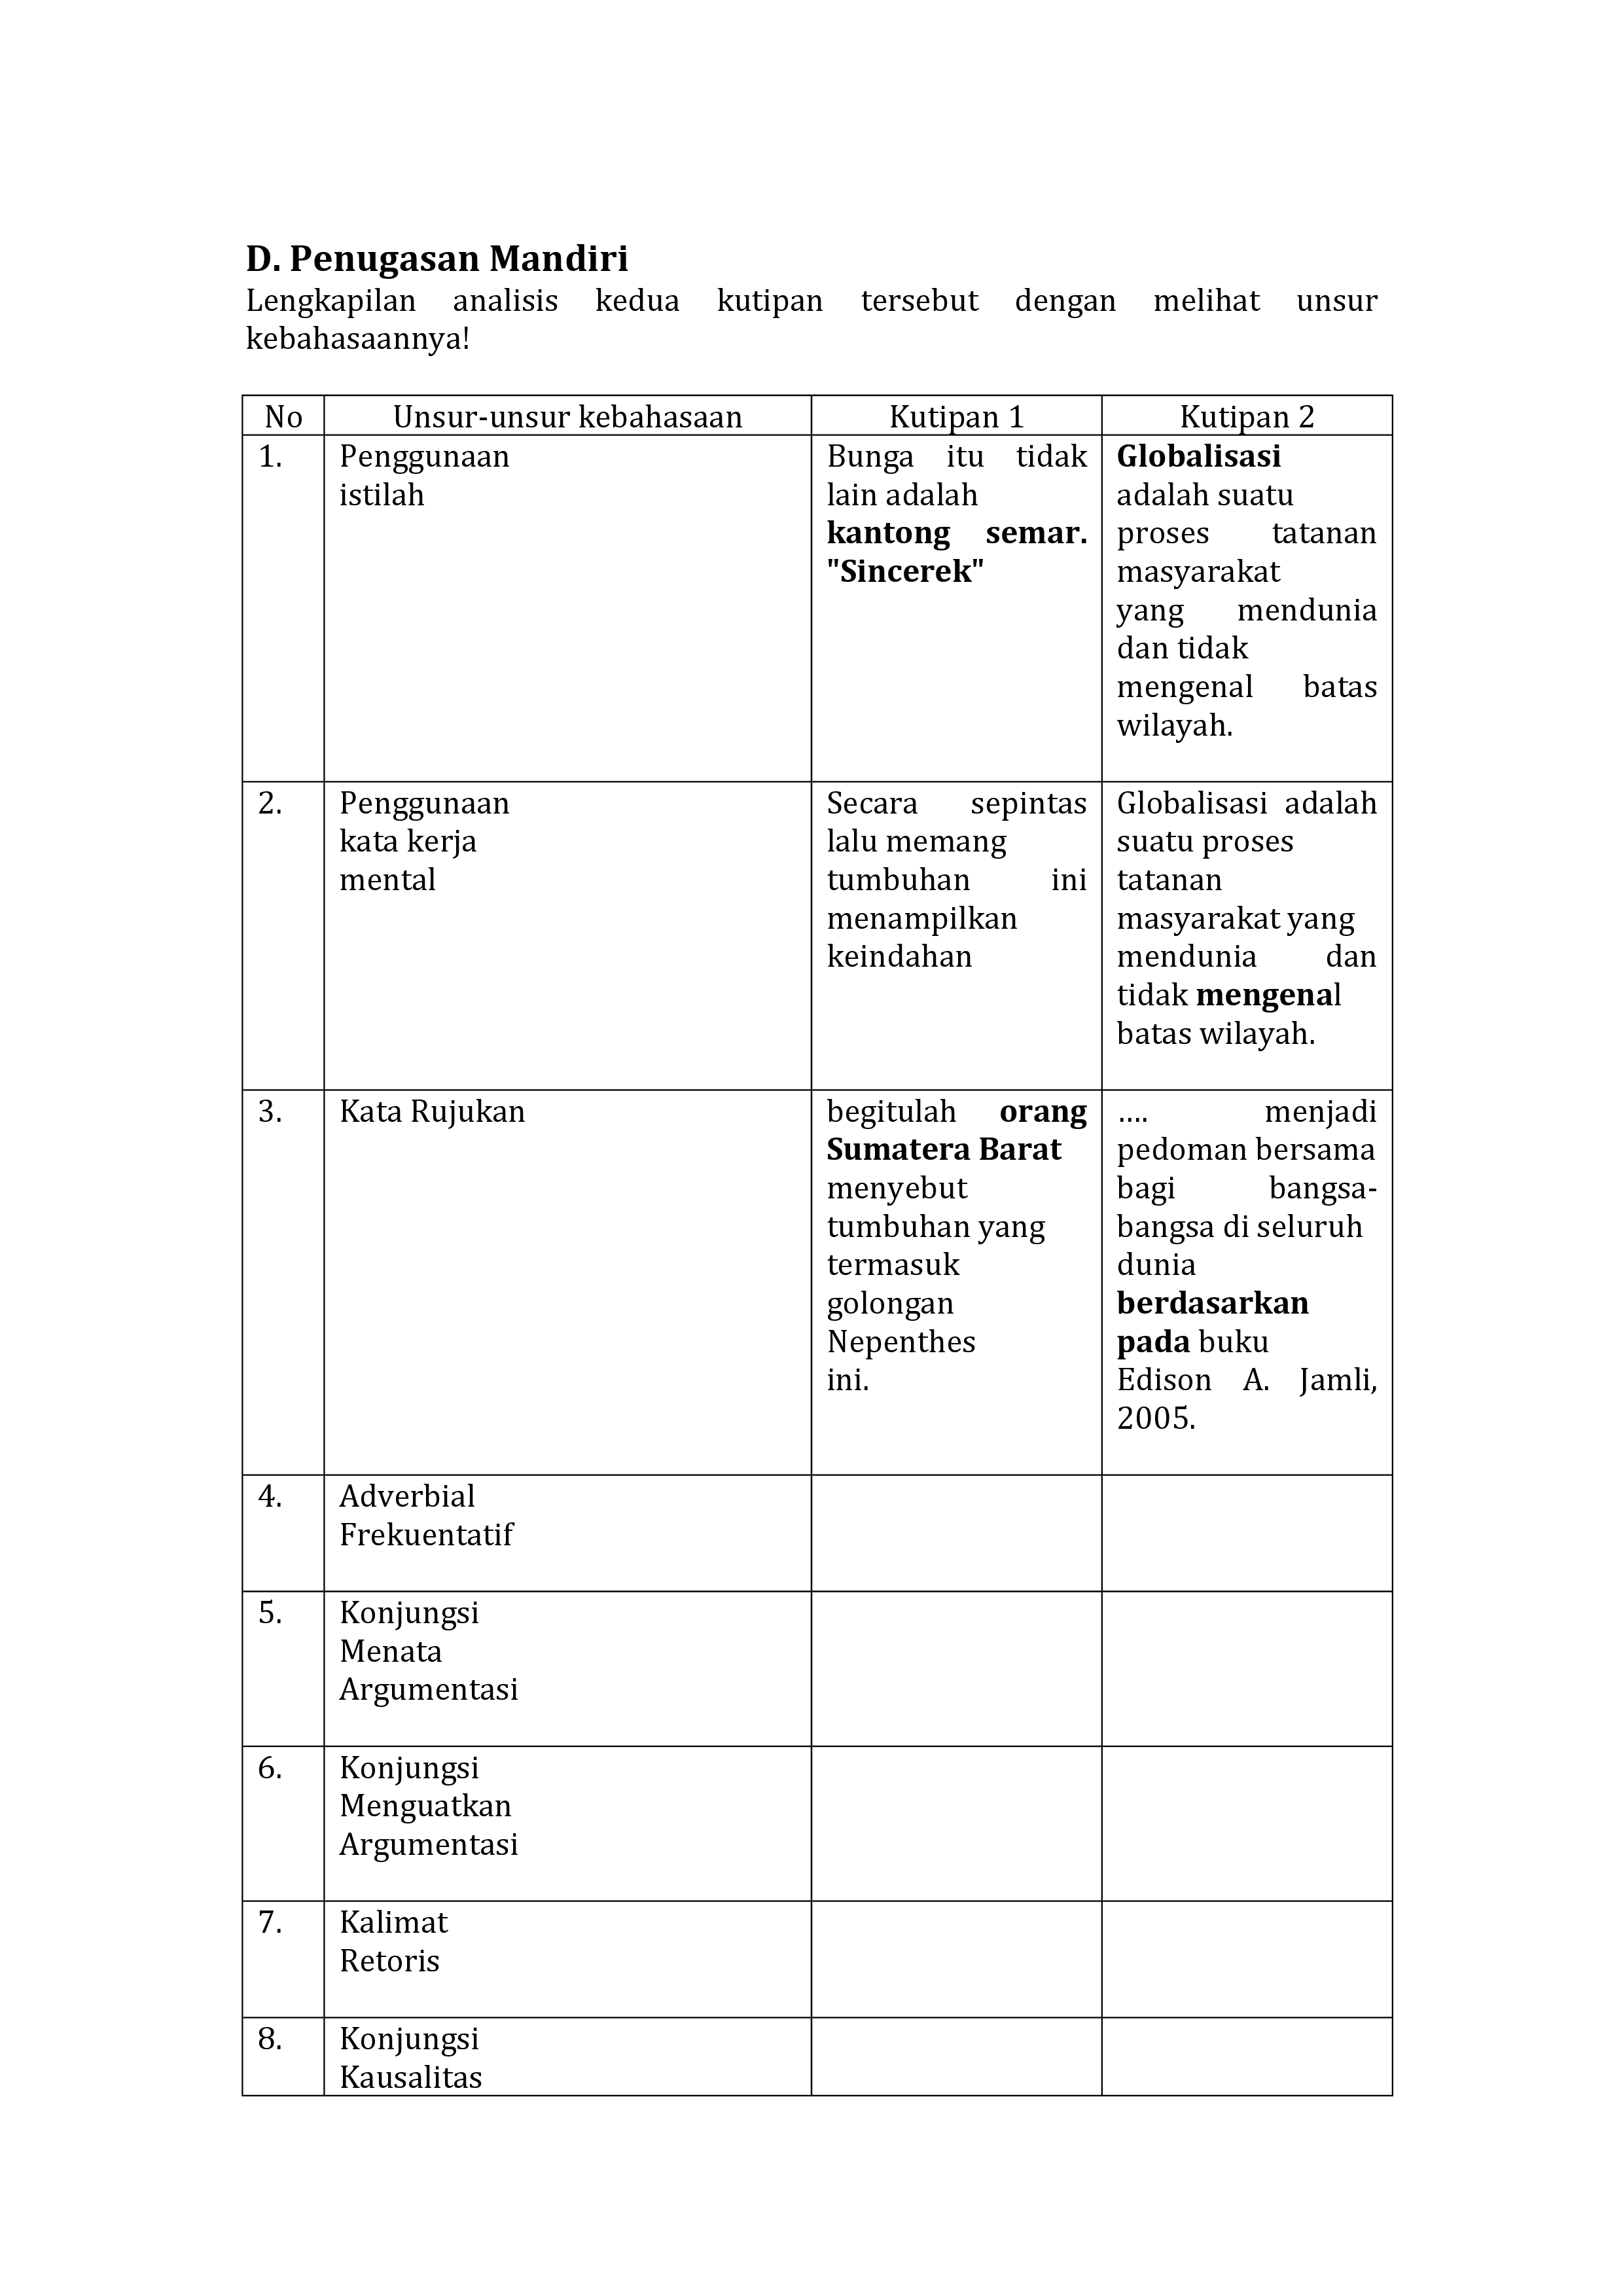 D. Penugasan Mandiri
Lengkapilan analisis kedua kutipan tersebut dengan melihat unsur
kebahasaannya!
No Unsur-unsur kebahasaan Kutipan 1 Kutipan 2
1.
Penggunaan
istilah
Bunga itu tidak
lain adalah
kantong semar.
"Sincerek"
Globalisasi
adalah suatu
proses tatanan
masyarakat
yang mendunia
dan tidak
mengenal batas
wilayah.
2.
Penggunaan
kata kerja
mental
Secara sepintas
lalu memang
tumbuhan ini
menampilkan
keindahan
Globalisasi adalah
suatu proses
tatanan
masyarakat yang
mendunia dan
tidak mengenal
batas wilayah.
3.
Kata Rujukan
begitulah orang
Sumatera Barat
menyebut
tumbuhan yang
termasuk
golongan
Nepenthes
ini.
.... menjadi
pedoman bersama
bagi bangsa-
bangsa di seluruh
dunia
berdasarkan
pada buku
Edison A. Jamli,
2005.
4.
Adverbial
Frekuentatif
5.
Konjungsi
Menata
Argumentasi
6.
Konjungsi
Menguatkan
Argumentasi
7.
Kalimat
Retoris
8.
Konjungsi
Kausalitas